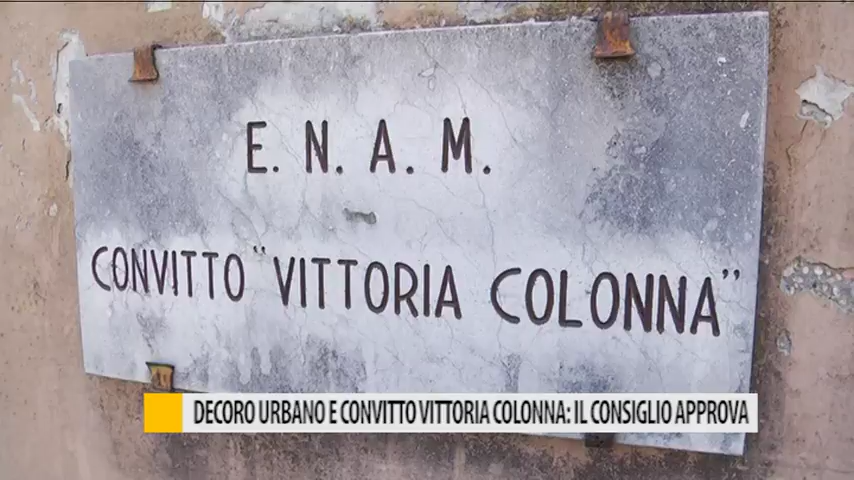 E. N. A. M.
CONVITTO "VITTORIA COLONNA"
DECORO URBANO E CONVITTO VITTORIA COLONNA: IL CONSIGLIO APPROVA